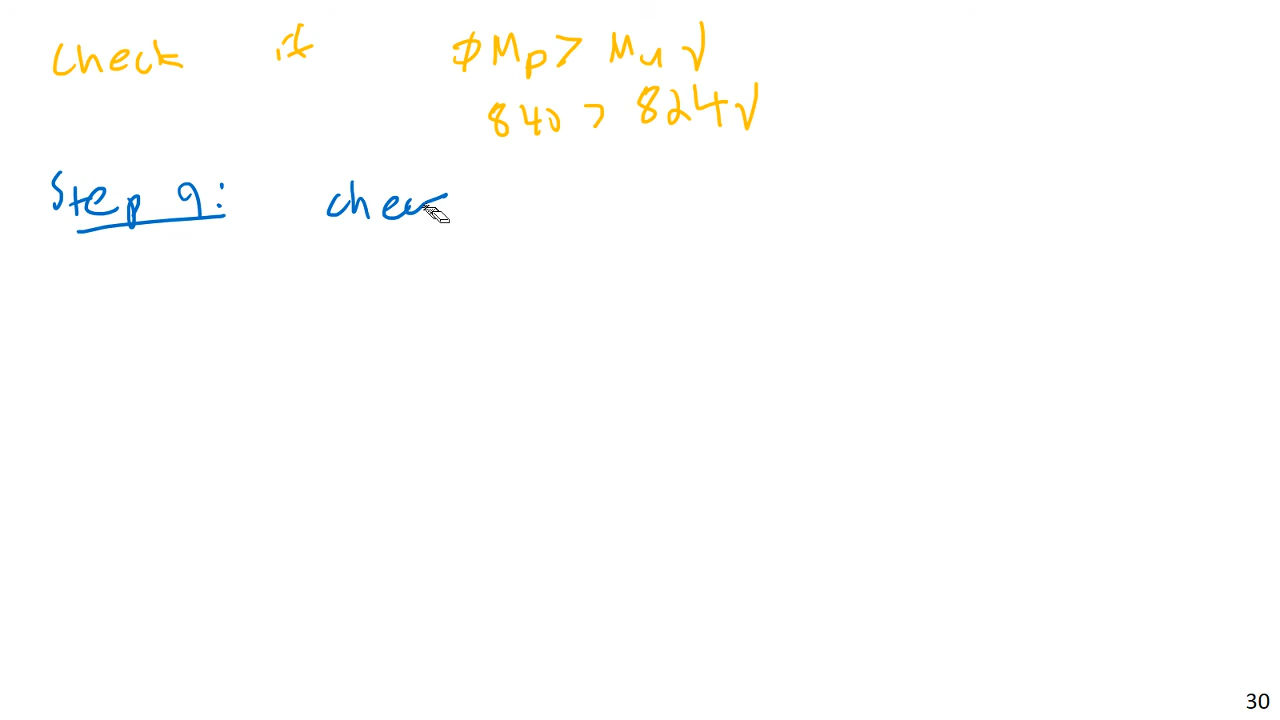 Check if φMp > Mu √
840 > 824 √
Step 9: chec
30